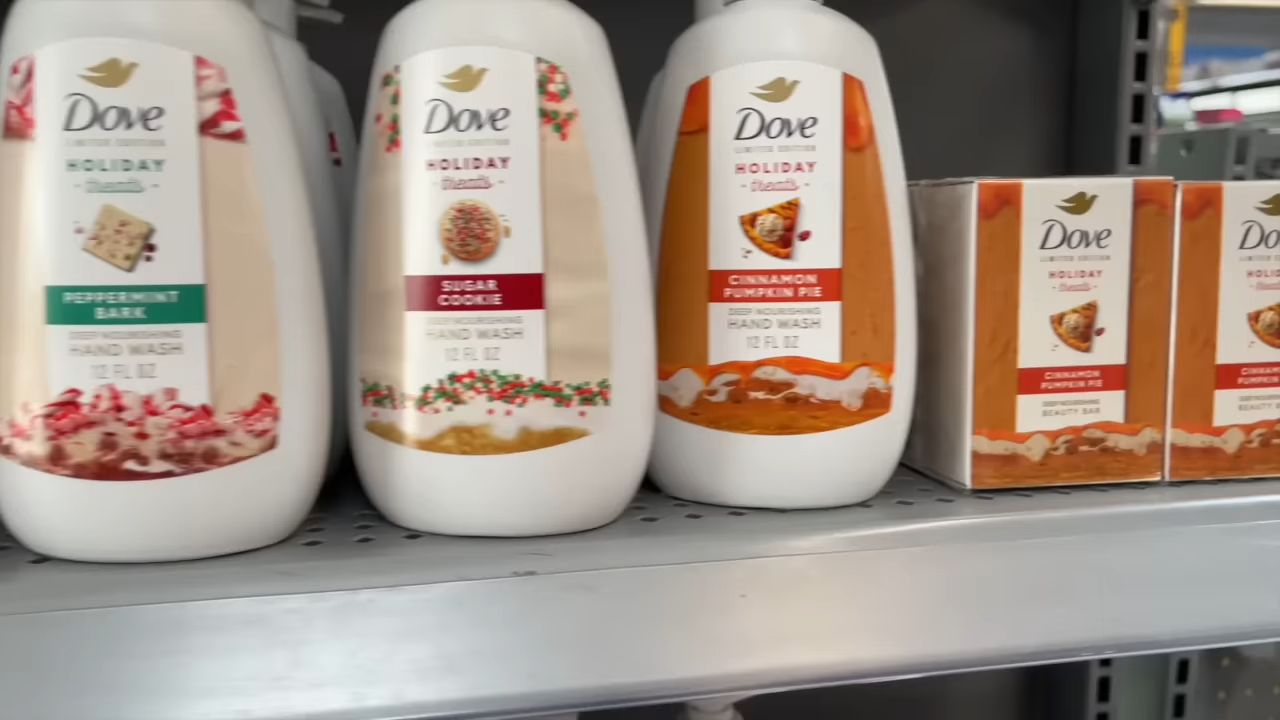 Dove
LIMITED EDITION
HOLIDAY
treats
PEPPERMINT
BARK
DEEP NOURISHING
HAND WASH
12 FL OZ
Dove
LIMITED EDITION
HOLIDAY
treats
SUGAR
COOKIE
DEEP NOURISHING
HAND WASH
12 FL OZ
Dove
LIMITED EDITION
HOLIDAY
treats
CINNAMON
PUMPKIN PIE
DEEP NOURISHING
HAND WASH
12 FL OZ
Dove
LIMITED EDITION
HOLIDAY
treats
CINNAMON
PUMPKIN PIE
DEEP NOURISHING
BEAUTY BAR